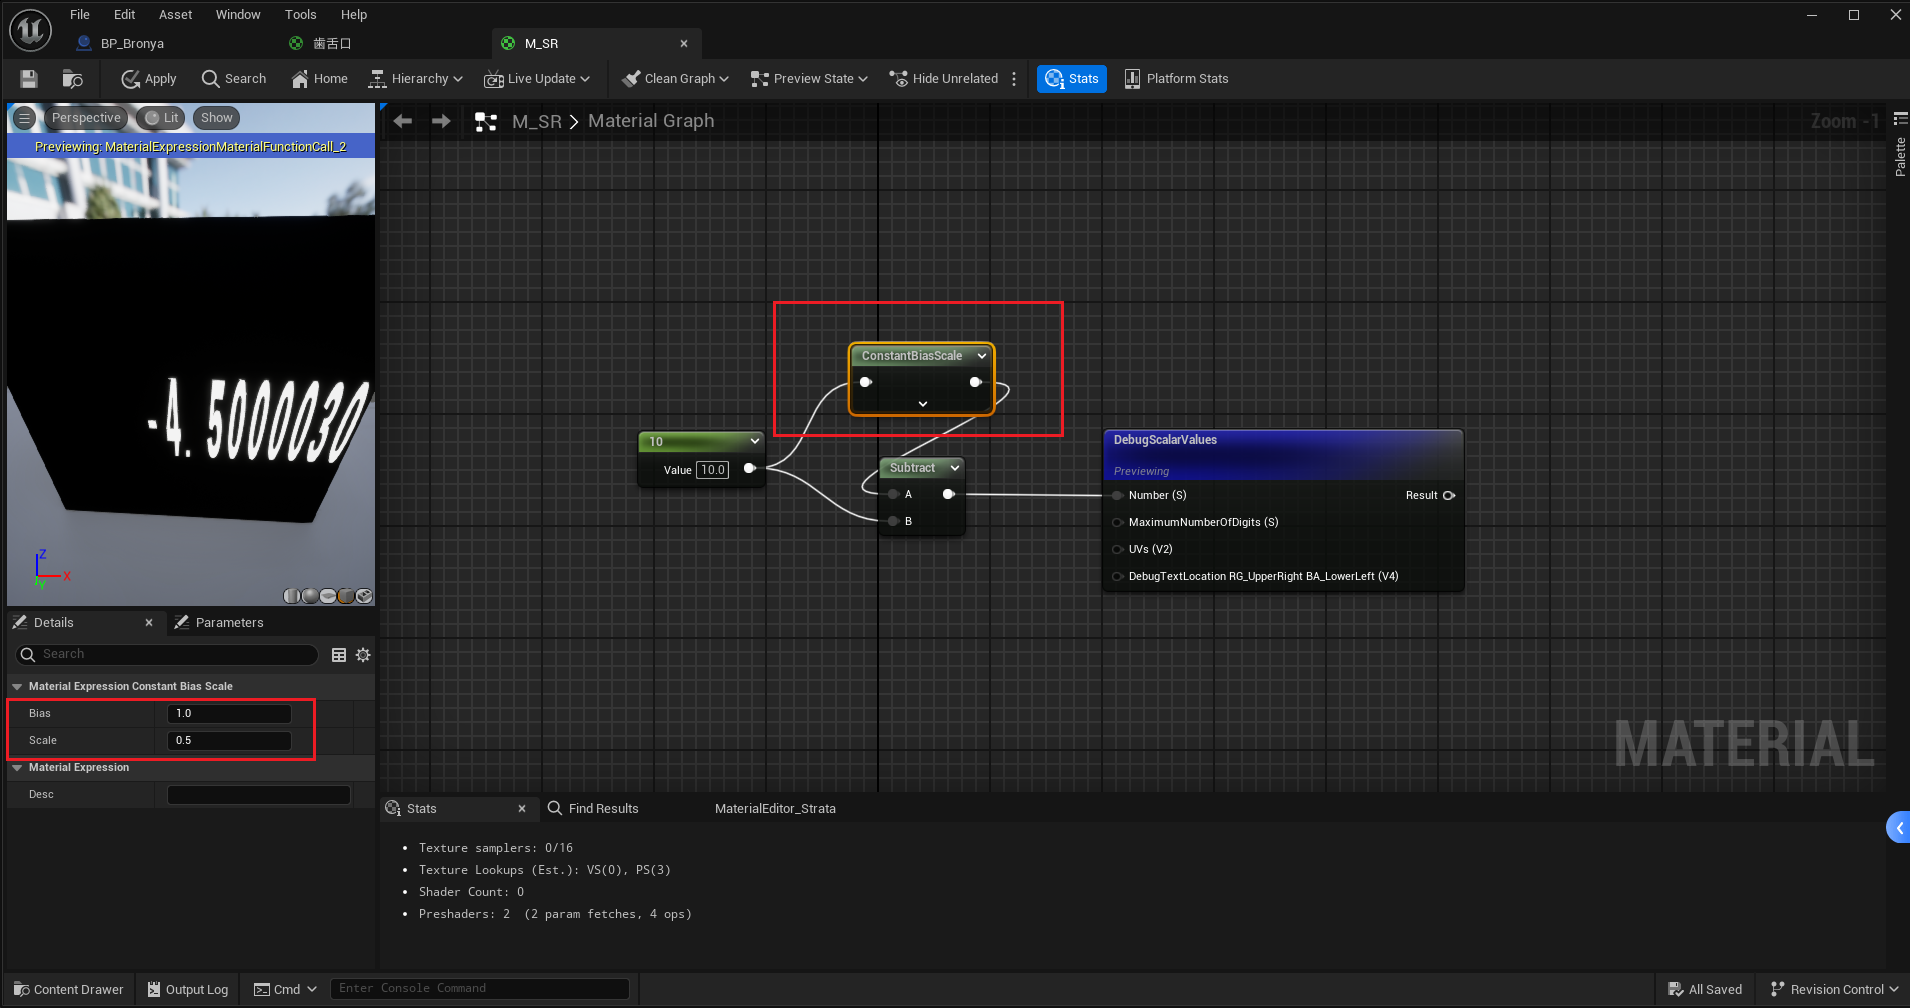 File Edit Asset Window Tools Help
BP_Bronya 歯舌口 M_SR
Apply Search Home Hierarchy Live Update Clean Graph Preview State Hide Unrelated Stats Platform Stats
Perspective Lit Show
Previewing: MaterialExpressionMaterialFunctionCall_2
-4.5000030
Z
X
Y
M_SR > Material Graph
Zoom -1
Palette
ConstantBiasScale
10
Value 10.0
Subtract
A
B
DebugScalarValues
Previewing
Number (S) Result
MaximumNumberOfDigits (S)
UVs (V2)
DebugTextLocation RG_UpperRight BA_LowerLeft (V4)
MATERIAL
Details Parameters
Search
Material Expression Constant Bias Scale
Bias 1.0
Scale 0.5
Material Expression
Desc
Stats Find Results MaterialEditor_Strata
• Texture samplers: 0/16
• Texture Lookups (Est.): VS(0), PS(3)
• Shader Count: 0
• Preshaders: 2 (2 param fetches, 4 ops)
Content Drawer Output Log Cmd Enter Console Command All Saved Revision Control